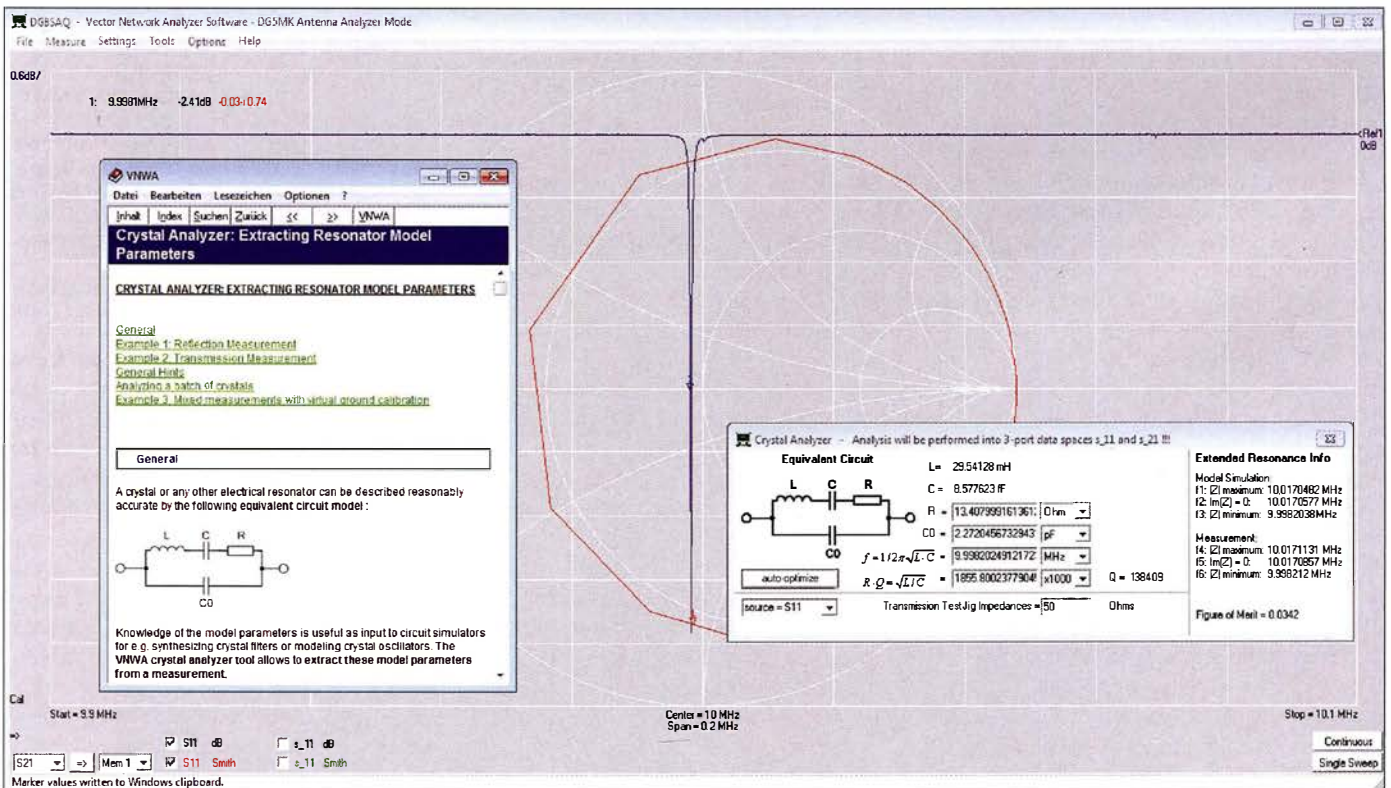 DG8SAQ - Vector Network Analyzer Software - DG5MK Antenna Analyzer Mode
File Measure Settings Tools Options Help
0.6dB/
1: 9.9981MHz -2.41dB -0.03-i 0.74
<Ref1
0dB
VNWA
Datei Bearbeiten Lesezeichen Optionen ?
Inhalt Index Suchen Zurück << >> VNWA
Crystal Analyzer: Extracting Resonator Model
Parameters
CRYSTAL ANALYZER: EXTRACTING RESONATOR MODEL PARAMETERS
General
Example 1: Reflection Measurement
Example 2: Transmission Measurement
General Hints
Analyzing a batch of crystals
Example 3: Mixed measurements with virtual ground calibration
General
A crystal or any other electrical resonator can be described reasonably
accurate by the following equivalent circuit model :
L C R
C0
Knowledge of the model parameters is useful as input to circuit simulators
for e.g. synthesizing crystal filters or modeling crystal oscillators. The
VNWA crystal analyzer tool allows to extract these model parameters
from a measurement.
Crystal Analyzer - Analysis will be performed into 3-port data spaces s_11 and s_21 !!!
Equivalent Circuit
L C R
C0
auto optimize
source = S11
L= 29.54128 mH
C = 8.577623 fF
R = 13.407999161361: Ohm
C0 = 2.2720456732943 pF
f =1/2π√L·C = 9.9982024912172 MHz
R·Q = √L/C = 1855.8002377904 x1000 Q = 138409
Transmission TestJig Impedances = 50 Ohms
Extended Resonance Info
Model Simulation:
f1: |Z| maximum: 10.0170482 MHz
f2: Im(Z) = 0: 10.0170577 MHz
f3: |Z| minimum: 9.9982038MHz
Measurement:
f4: |Z| maximum: 10.0171131 MHz
f5: Im(Z) = 0: 10.0170857 MHz
f6: |Z| minimum: 9.998212 MHz
Figure of Merit = 0.0342
Cal
Start = 9.9 MHz
Center = 10 MHz
Span = 0.2 MHz
Stop = 10.1 MHz
=>
S11 dB s_11 dB
Continuous
S21 => Mem 1 S11 Smith s_11 Smith
Single Sweep
Marker values written to Windows clipboard.